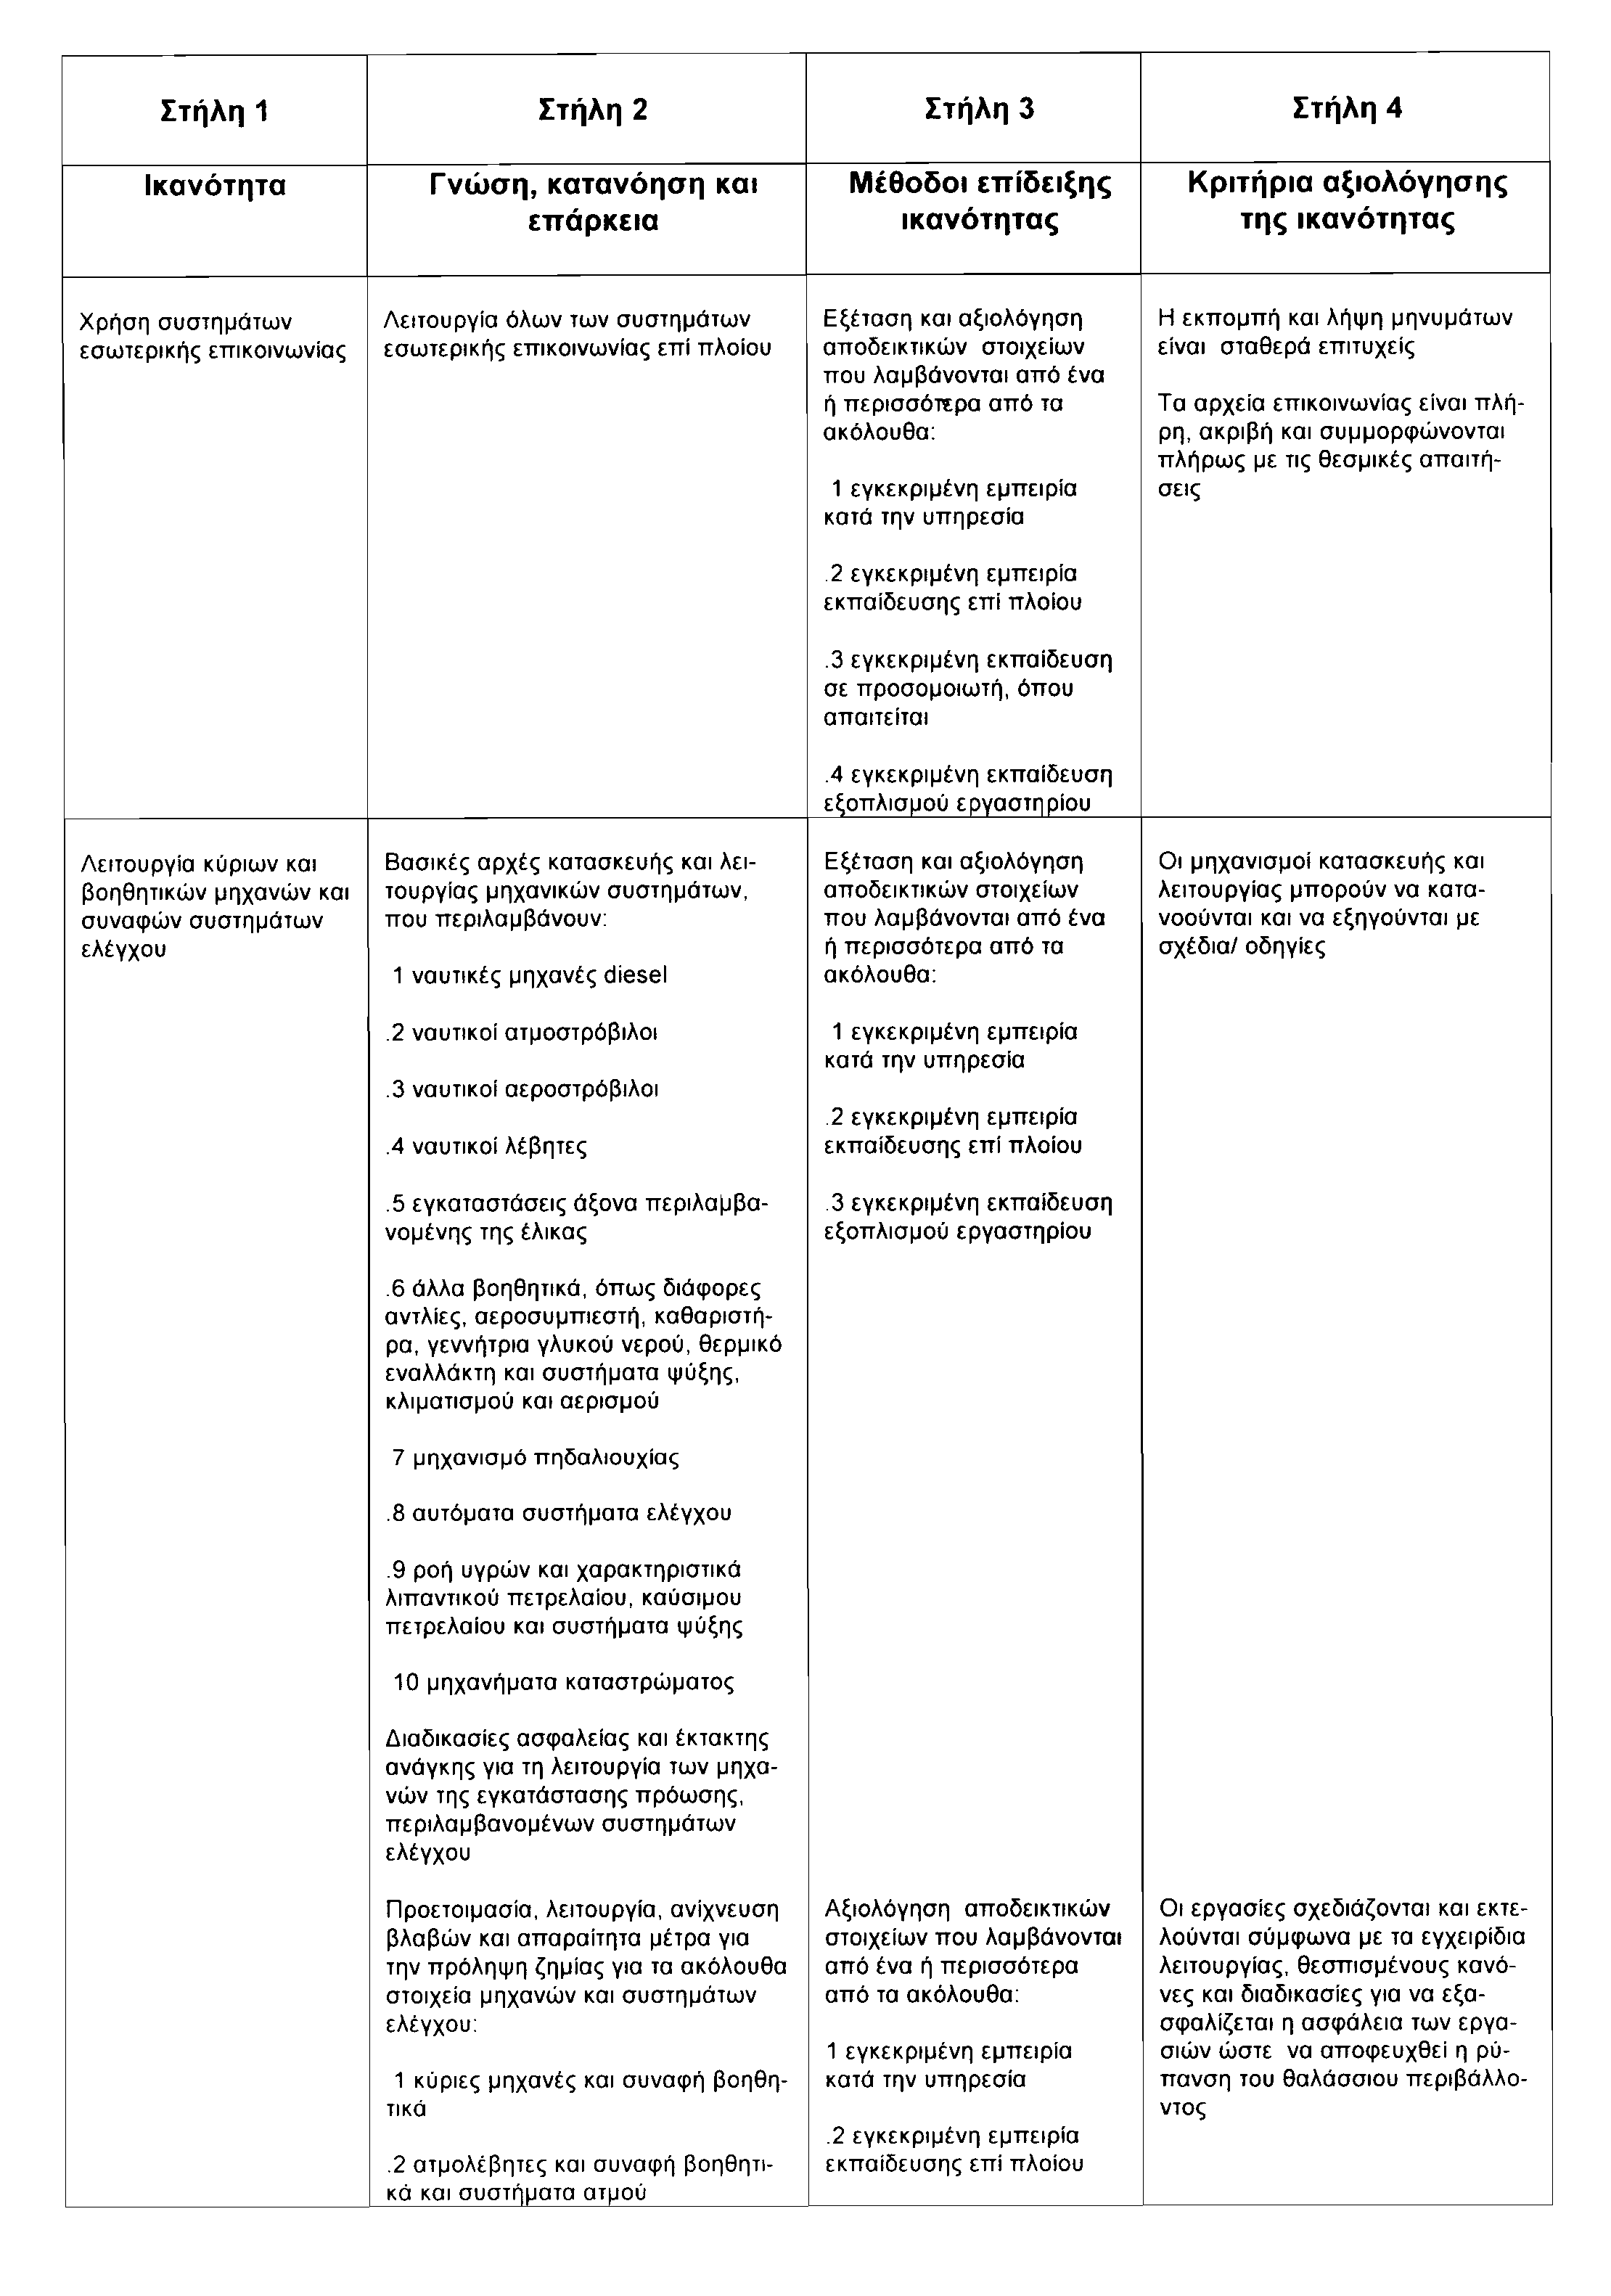 Στήλη 1
Στήλη 2
Στήλη 3
Στήλη 4
Ικανότητα
Γνώση, κατανόηση και
επάρκεια
Μέθοδοι επίδειξης
ικανότητας
Κριτήρια αξιολόγησης
της ικανότητας
Χρήση συστημάτων
εσωτερικής επικοινωνίας
Λειτουργία όλων των συστημάτων
εσωτερικής επικοινωνίας επί πλοίου
Εξέταση και αξιολόγηση
αποδεικτικών στοιχείων
που λαμβάνονται από ένα
ή περισσότερα από τα
ακόλουθα:
1 εγκεκριμένη εμπειρία
κατά την υπηρεσία
.2 εγκεκριμένη εμπειρία
εκπαίδευσης επί πλοίου
.3 εγκεκριμένη εκπαίδευση
σε προσομοιωτή, όπου
απαιτείται
.4 εγκεκριμένη εκπαίδευση
εξοπλισμού εργαστηρίου
Η εκπομπή και λήψη μηνυμάτων
είναι σταθερά επιτυχείς
Τα αρχεία επικοινωνίας είναι πλή-
ρη, ακριβή και συμμορφώνονται
πλήρως με τις θεσμικές απαιτή-
σεις
Λειτουργία κύριων και
βοηθητικών μηχανών και
συναφών συστημάτων
ελέγχου
Βασικές αρχές κατασκευής και λει-
τουργίας μηχανικών συστημάτων,
που περιλαμβάνουν:
1 ναυτικές μηχανές diesel
.2 ναυτικοί ατμοστρόβιλοι
.3 ναυτικοί αεροστρόβιλοι
.4 ναυτικοί λέβητες
.5 εγκαταστάσεις άξονα περιλαμβα-
νομένης της έλικας
.6 άλλα βοηθητικά, όπως διάφορες
αντλίες, αεροσυμπιεστή, καθαριστή-
ρα, γεννήτρια γλυκού νερού, θερμικό
εναλλάκτη και συστήματα ψύξης,
κλιματισμού και αερισμού
7 μηχανισμό πηδαλιουχίας
.8 αυτόματα συστήματα ελέγχου
.9 ροή υγρών και χαρακτηριστικά
λιπαντικού πετρελαίου, καύσιμου
πετρελαίου και συστήματα ψύξης
10 μηχανήματα καταστρώματος
Διαδικασίες ασφαλείας και έκτακτης
ανάγκης για τη λειτουργία των μηχα-
νών της εγκατάστασης πρόωσης,
περιλαμβανομένων συστημάτων
ελέγχου
Εξέταση και αξιολόγηση
αποδεικτικών στοιχείων
που λαμβάνονται από ένα
ή περισσότερα από τα
ακόλουθα:
1 εγκεκριμένη εμπειρία
κατά την υπηρεσία
.2 εγκεκριμένη εμπειρία
εκπαίδευσης επί πλοίου
.3 εγκεκριμένη εκπαίδευση
εξοπλισμού εργαστηρίου
Οι μηχανισμοί κατασκευής και
λειτουργίας μπορούν να κατα-
νοούνται και να εξηγούνται με
σχέδια/ οδηγίες
Προετοιμασία, λειτουργία, ανίχνευση
βλαβών και απαραίτητα μέτρα για
την πρόληψη ζημίας για τα ακόλουθα
στοιχεία μηχανών και συστημάτων
ελέγχου:
1 κύριες μηχανές και συναφή βοηθη-
τικά
.2 ατμολέβητες και συναφή βοηθητι-
κά και συστήματα ατμού
Αξιολόγηση αποδεικτικών
στοιχείων που λαμβάνονται
από ένα ή περισσότερα
από τα ακόλουθα:
1 εγκεκριμένη εμπειρία
κατά την υπηρεσία
.2 εγκεκριμένη εμπειρία
εκπαίδευσης επί πλοίου
Οι εργασίες σχεδιάζονται και εκτε-
λούνται σύμφωνα με τα εγχειρίδια
λειτουργίας, θεσπισμένους κανό-
νες και διαδικασίες για να εξα-
σφαλίζεται η ασφάλεια των εργα-
σιών ώστε να αποφευχθεί η ρύ-
πανση του θαλάσσιου περιβάλλο-
ντος